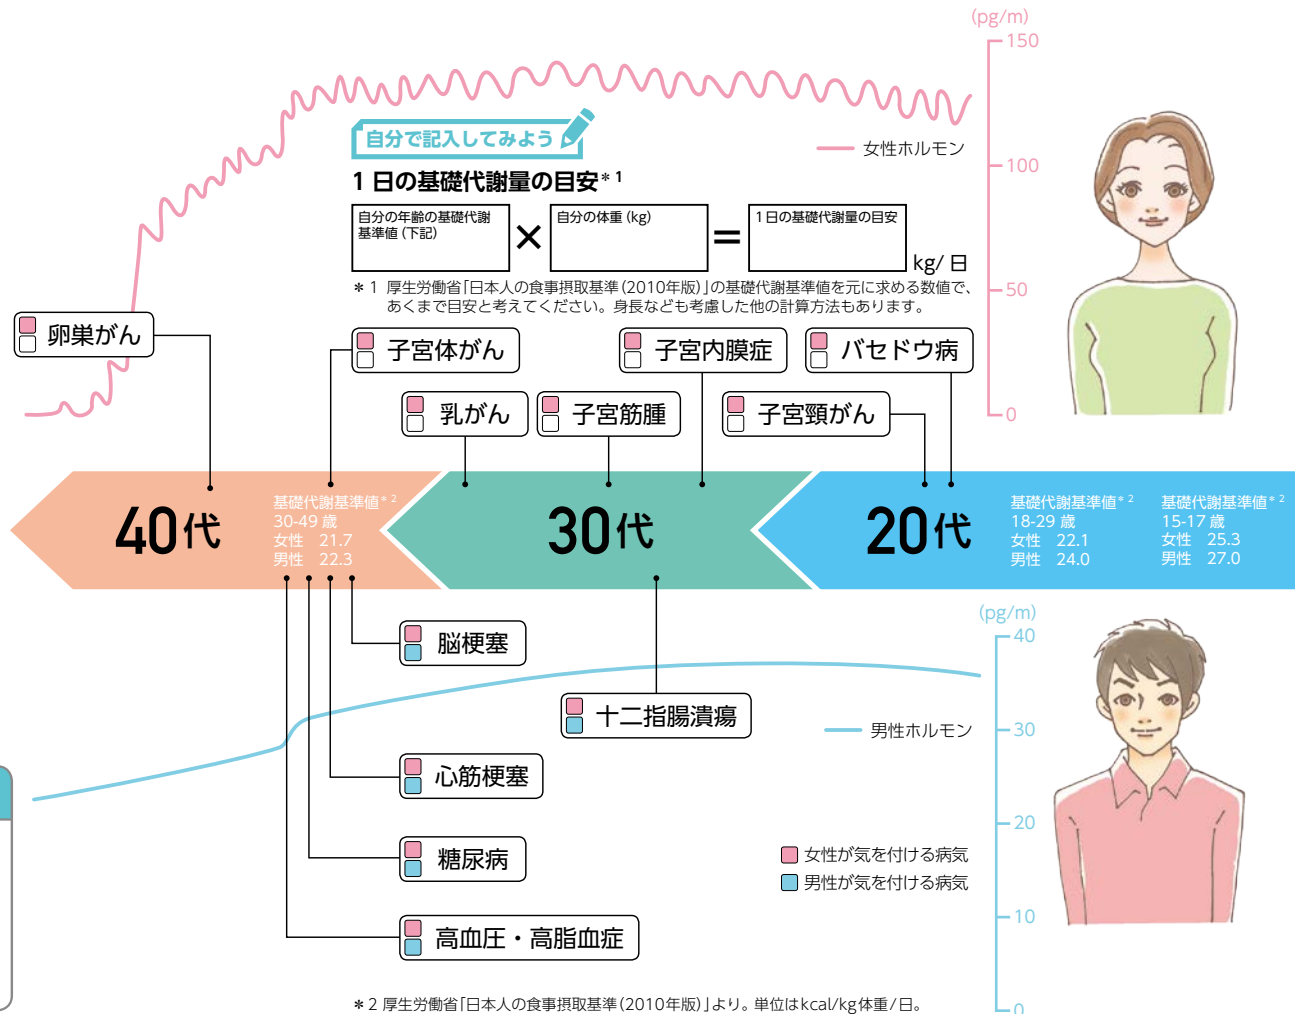 (pg/m)
150
100
50
0
女性ホルモン
自分で記入してみよう
1日の基礎代謝量の目安*1
自分の年齢の基礎代謝
基準値(下記)
×
自分の体重(kg)
=
1日の基礎代謝量の目安
kg/日
*1 厚生労働省「日本人の食事摂取基準(2010年版)」の基礎代謝基準値を元に求める数値で、
あくまで目安と考えてください。身長なども考慮した他の計算方法もあります。
卵巣がん
子宮体がん
子宮内膜症
バセドウ病
乳がん
子宮筋腫
子宮頸がん
40代
基礎代謝基準値*2
30-49歳
女性 21.7
男性 22.3
30代
20代
基礎代謝基準値*2
18-29歳
女性 22.1
男性 24.0
基礎代謝基準値*2
15-17歳
女性 25.3
男性 27.0
(pg/m)
40
30
20
10
0
脳梗塞
十二指腸潰瘍
男性ホルモン
心筋梗塞
糖尿病
高血圧・高脂血症
女性が気を付ける病気
男性が気を付ける病気
*2 厚生労働省「日本人の食事摂取基準(2010年版)」より。単位はkcal/kg体重/日。